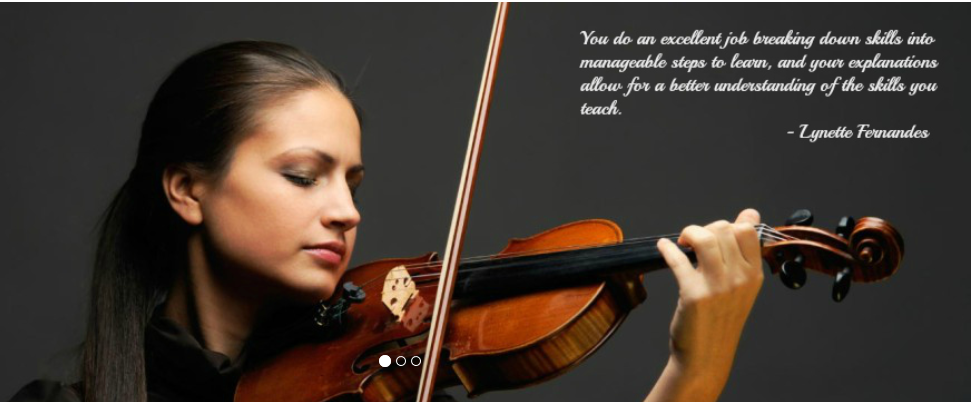 You do an excellent job breaking down skills into
manageable steps to learn, and your explanations
allow for a better understanding of the skills you
teach.
- Lynette Fernandes